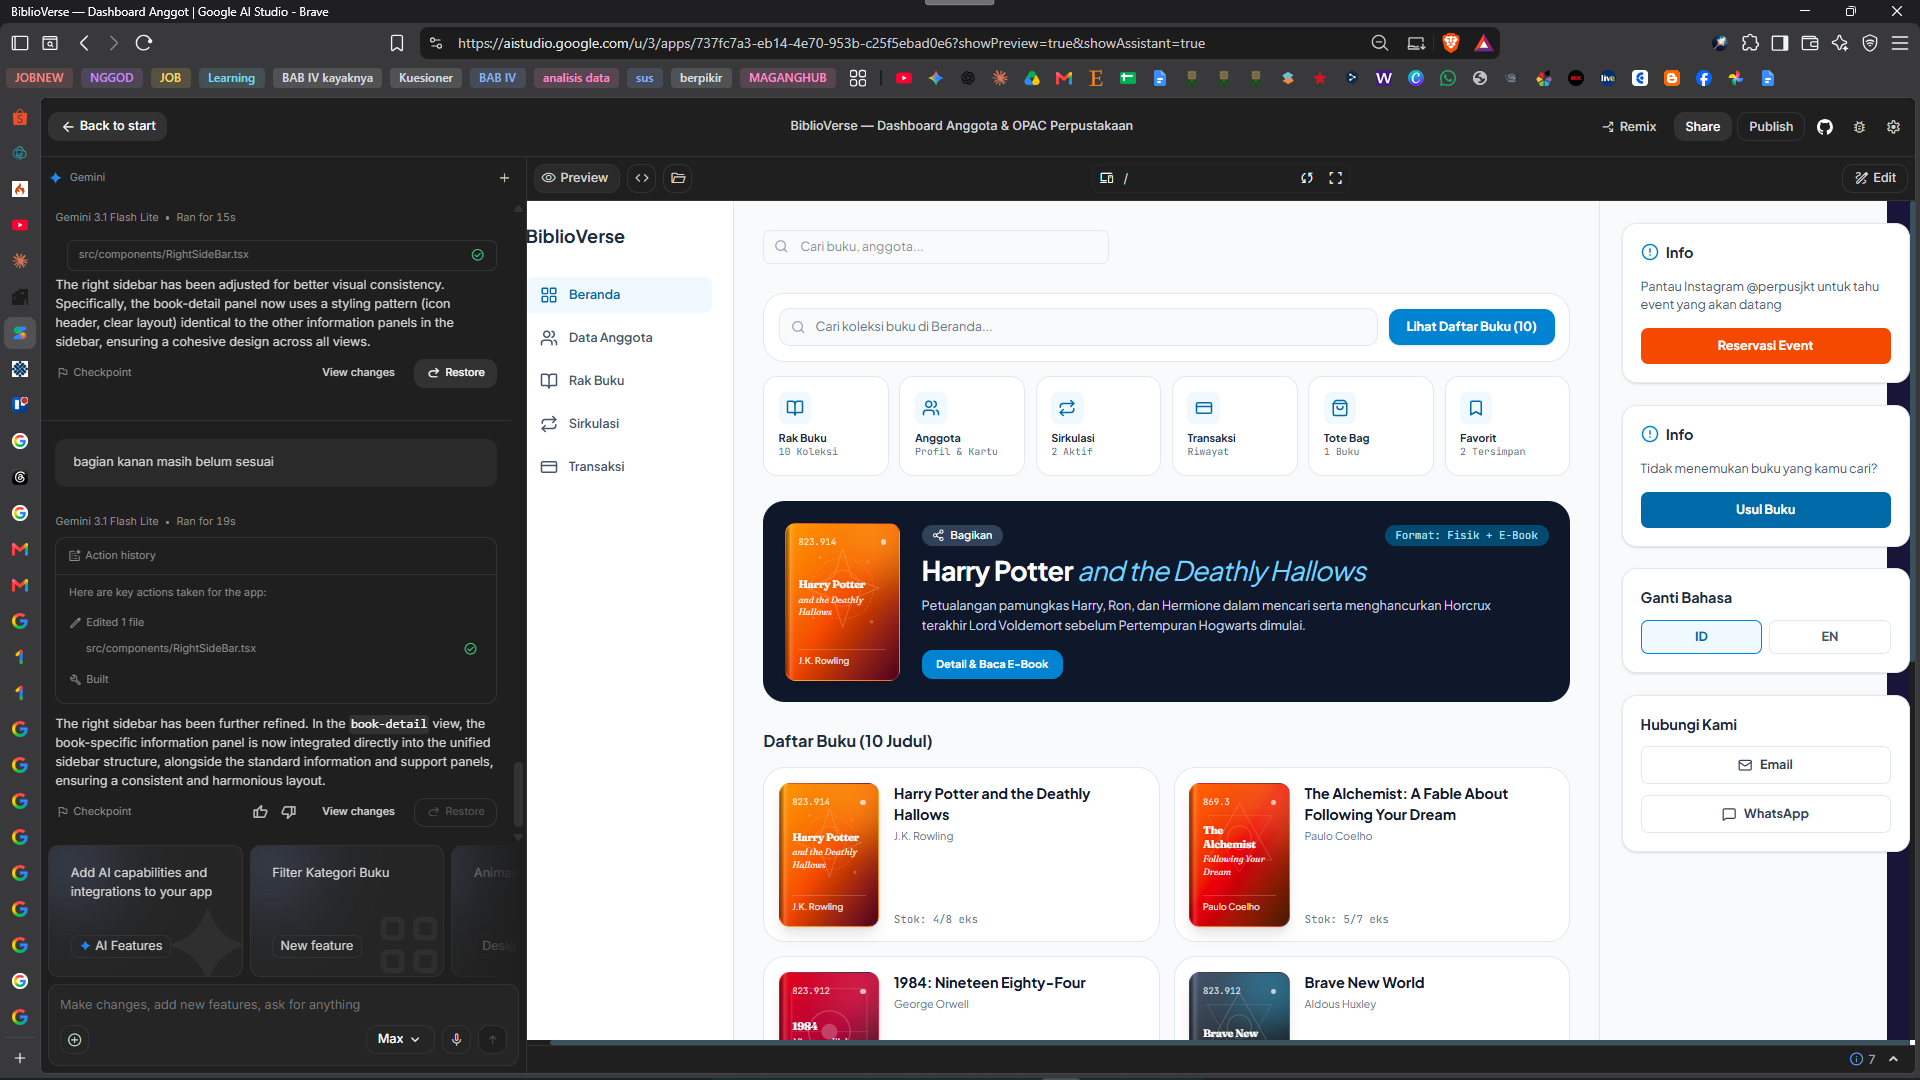 BiblioVerse — Dashboard Anggot | Google AI Studio - Brave
https://aistudio.google.com/u/3/apps/737fc7a3-eb14-4e70-953b-c25f5ebad0e6?showPreview=true&showAssistant=true
JOBNEW
NGGOD
JOB
Learning
BAB IV kayaknya
Kuesioner
BAB IV
analisis data
sus
berpikir
MAGANGHUB
Back to start
BiblioVerse — Dashboard Anggota & OPAC Perpustakaan
Remix
Share
Publish
Gemini
Preview
/
Edit
Gemini 3.1 Flash Lite • Ran for 15s
src/components/RightSideBar.tsx
The right sidebar has been adjusted for better visual consistency.
Specifically, the book-detail panel now uses a styling pattern (icon
header, clear layout) identical to the other information panels in the
sidebar, ensuring a cohesive design across all views.
Checkpoint
View changes
Restore
bagian kanan masih belum sesuai
Gemini 3.1 Flash Lite • Ran for 19s
Action history
Here are key actions taken for the app:
Edited 1 file
src/components/RightSideBar.tsx
Built
The right sidebar has been further refined. In the book-detail view, the
book-specific information panel is now integrated directly into the unified
sidebar structure, alongside the standard information and support panels,
ensuring a consistent and harmonious layout.
Checkpoint
View changes
Restore
Add AI capabilities and
integrations to your app
AI Features
Filter Kategori Buku
New feature
Anima
Desig
Make changes, add new features, ask for anything
Max
BiblioVerse
Beranda
Data Anggota
Rak Buku
Sirkulasi
Transaksi
Cari buku, anggota...
Cari koleksi buku di Beranda...
Lihat Daftar Buku (10)
Rak Buku
10 Koleksi
Anggota
Profil & Kartu
Sirkulasi
2 Aktif
Transaksi
Riwayat
Tote Bag
1 Buku
Favorit
2 Tersimpan
823.914
Harry Potter
and the Deathly
Hallows
J.K. Rowling
Bagikan
Format: Fisik + E-Book
Harry Potter and the Deathly Hallows
Petualangan pamungkas Harry, Ron, dan Hermione dalam mencari serta menghancurkan Horcrux
terakhir Lord Voldemort sebelum Pertempuran Hogwarts dimulai.
Detail & Baca E-Book
Daftar Buku (10 Judul)
823.914
Harry Potter
and the Deathly
Hallows
J.K. Rowling
Harry Potter and the Deathly
Hallows
J.K. Rowling
Stok: 4/8 eks
869.3
The
Alchemist
Following Your
Dream
Paulo Coelho
The Alchemist: A Fable About
Following Your Dream
Paulo Coelho
Stok: 5/7 eks
823.912
1984
1984: Nineteen Eighty-Four
George Orwell
823.912
Brave New
Brave New World
Aldous Huxley
Info
Pantau Instagram @perpusjkt untuk tahu
event yang akan datang
Reservasi Event
Info
Tidak menemukan buku yang kamu cari?
Usul Buku
Ganti Bahasa
ID
EN
Hubungi Kami
Email
WhatsApp
7